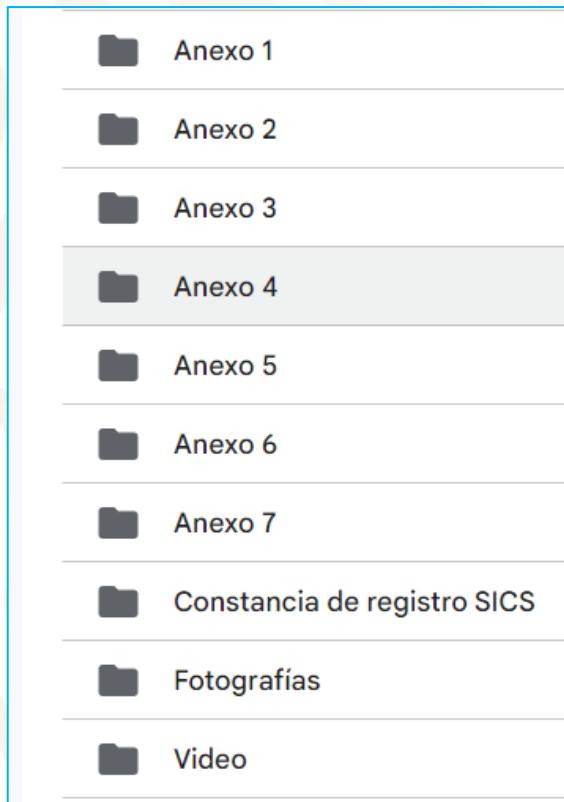 Anexo 1
Anexo 2
Anexo 3
Anexo 4
Anexo 5
Anexo 6
Anexo 7
Constancia de registro SICS
Fotografías
Video